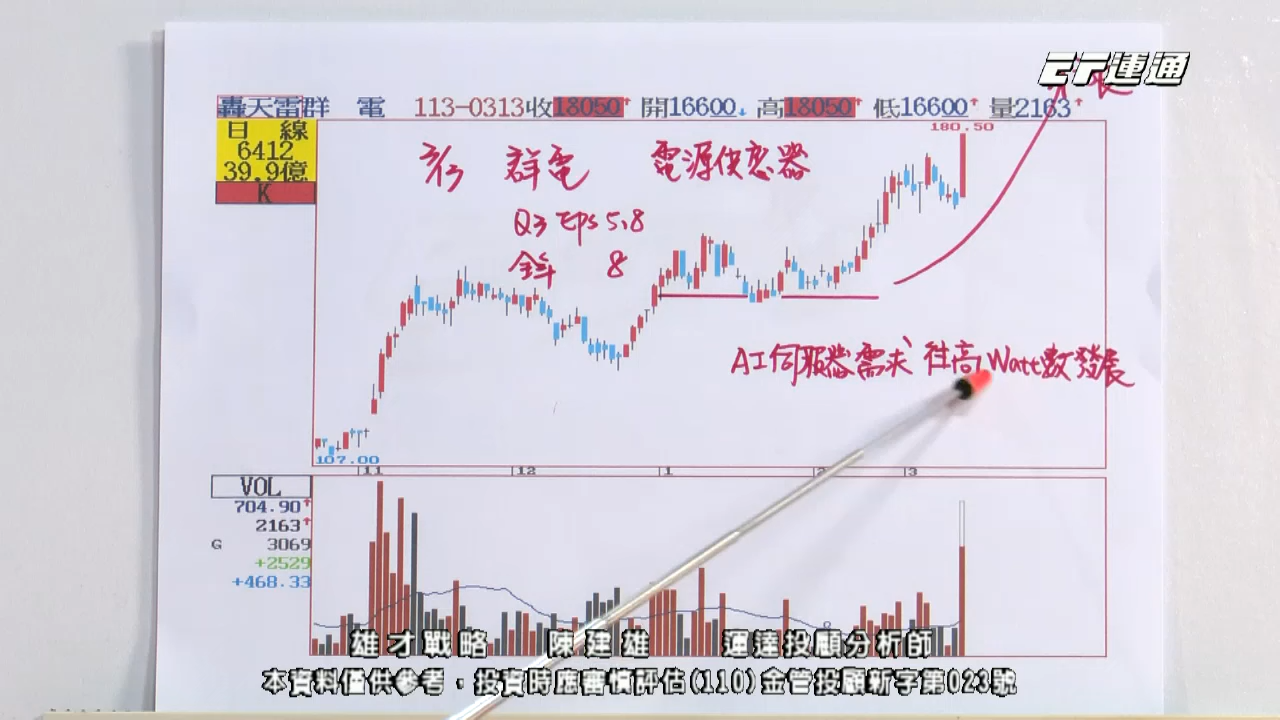 EF運通
轟天雷群 電 113-0313收18050↑ 開16600↓ 高18050↑ 低16600↑ 量2163↑
日 線
6412
39.9億
K
180.50
3/13 群電 電源供應器
Q3 EPS 5.8
全年 8
AI伺服器需求 往高Watt數發展
107.00
11 12 1 2 3
VOL
704.90↑
2163↑
G 3069
+2529
+468.33
雄才戰略 陳建雄 運達投顧分析師
本資料僅供參考，投資時應審慎評估(110)金管投顧新字第023號